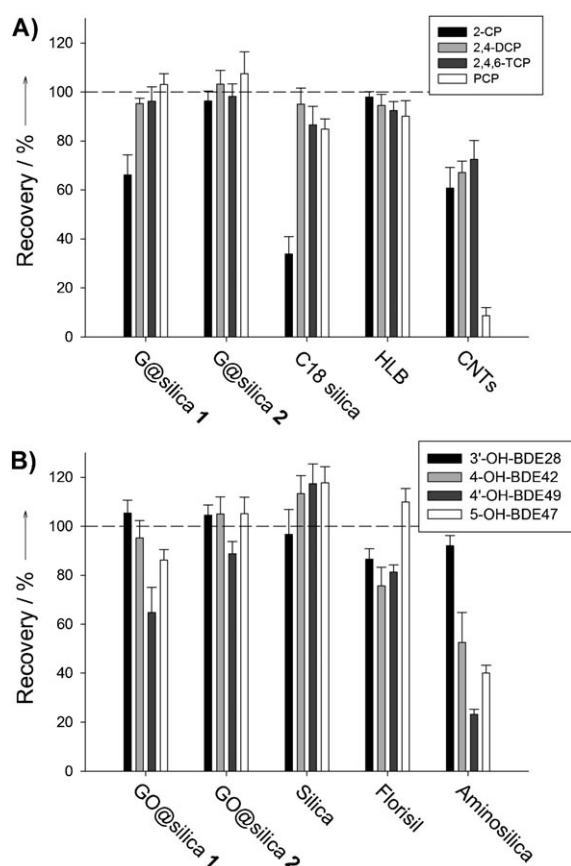 A)
2-CP
2,4-DCP
2,4,6-TCP
PCP
Recovery / %
120
100
80
60
40
20
0
G@silica 1
G@silica 2
C18 silica
HLB
CNTs
B)
3'-OH-BDE28
4-OH-BDE42
4'-OH-BDE49
5-OH-BDE47
Recovery / %
120
100
80
60
40
20
0
GO@silica 1
GO@silica 2
Silica
Florisil
Aminosilica